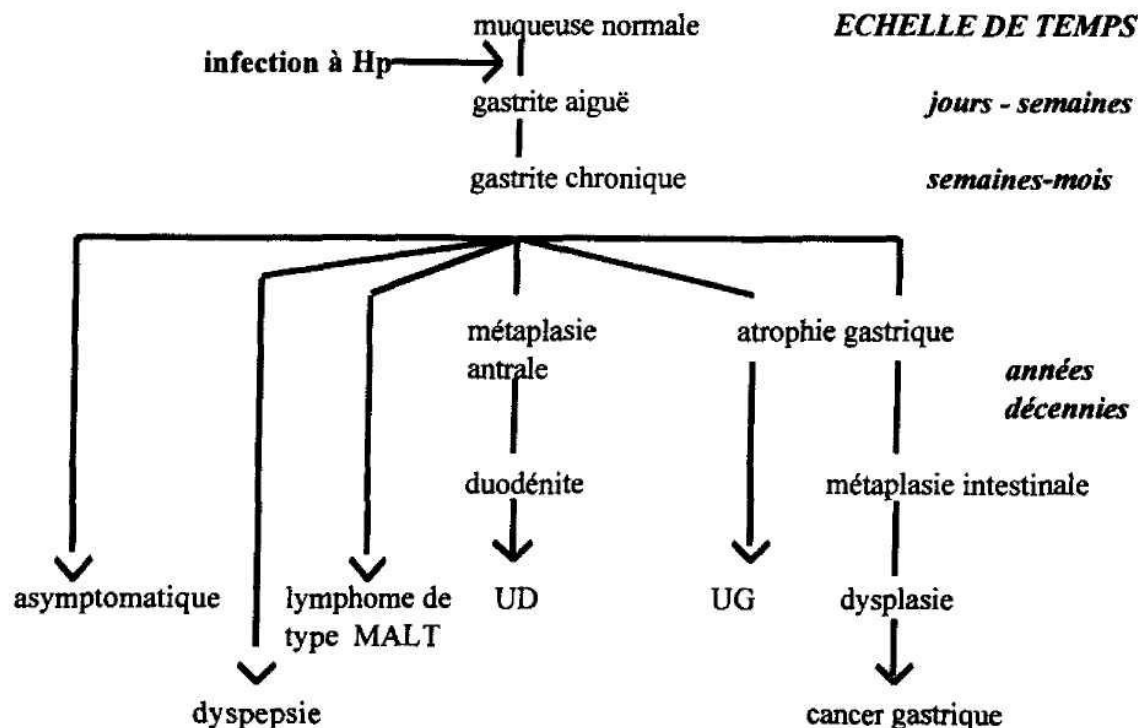 muqueuse normale
ECHELLE DE TEMPS
infection à Hp
gastrite aiguë
jours - semaines
gastrite chronique
semaines-mois
métaplasie
antrale
atrophie gastrique
années
décennies
duodénite
métaplasie intestinale
asymptomatique
lymphome de
type MALT
UD
UG
dysplasie
dyspepsie
cancer gastrique